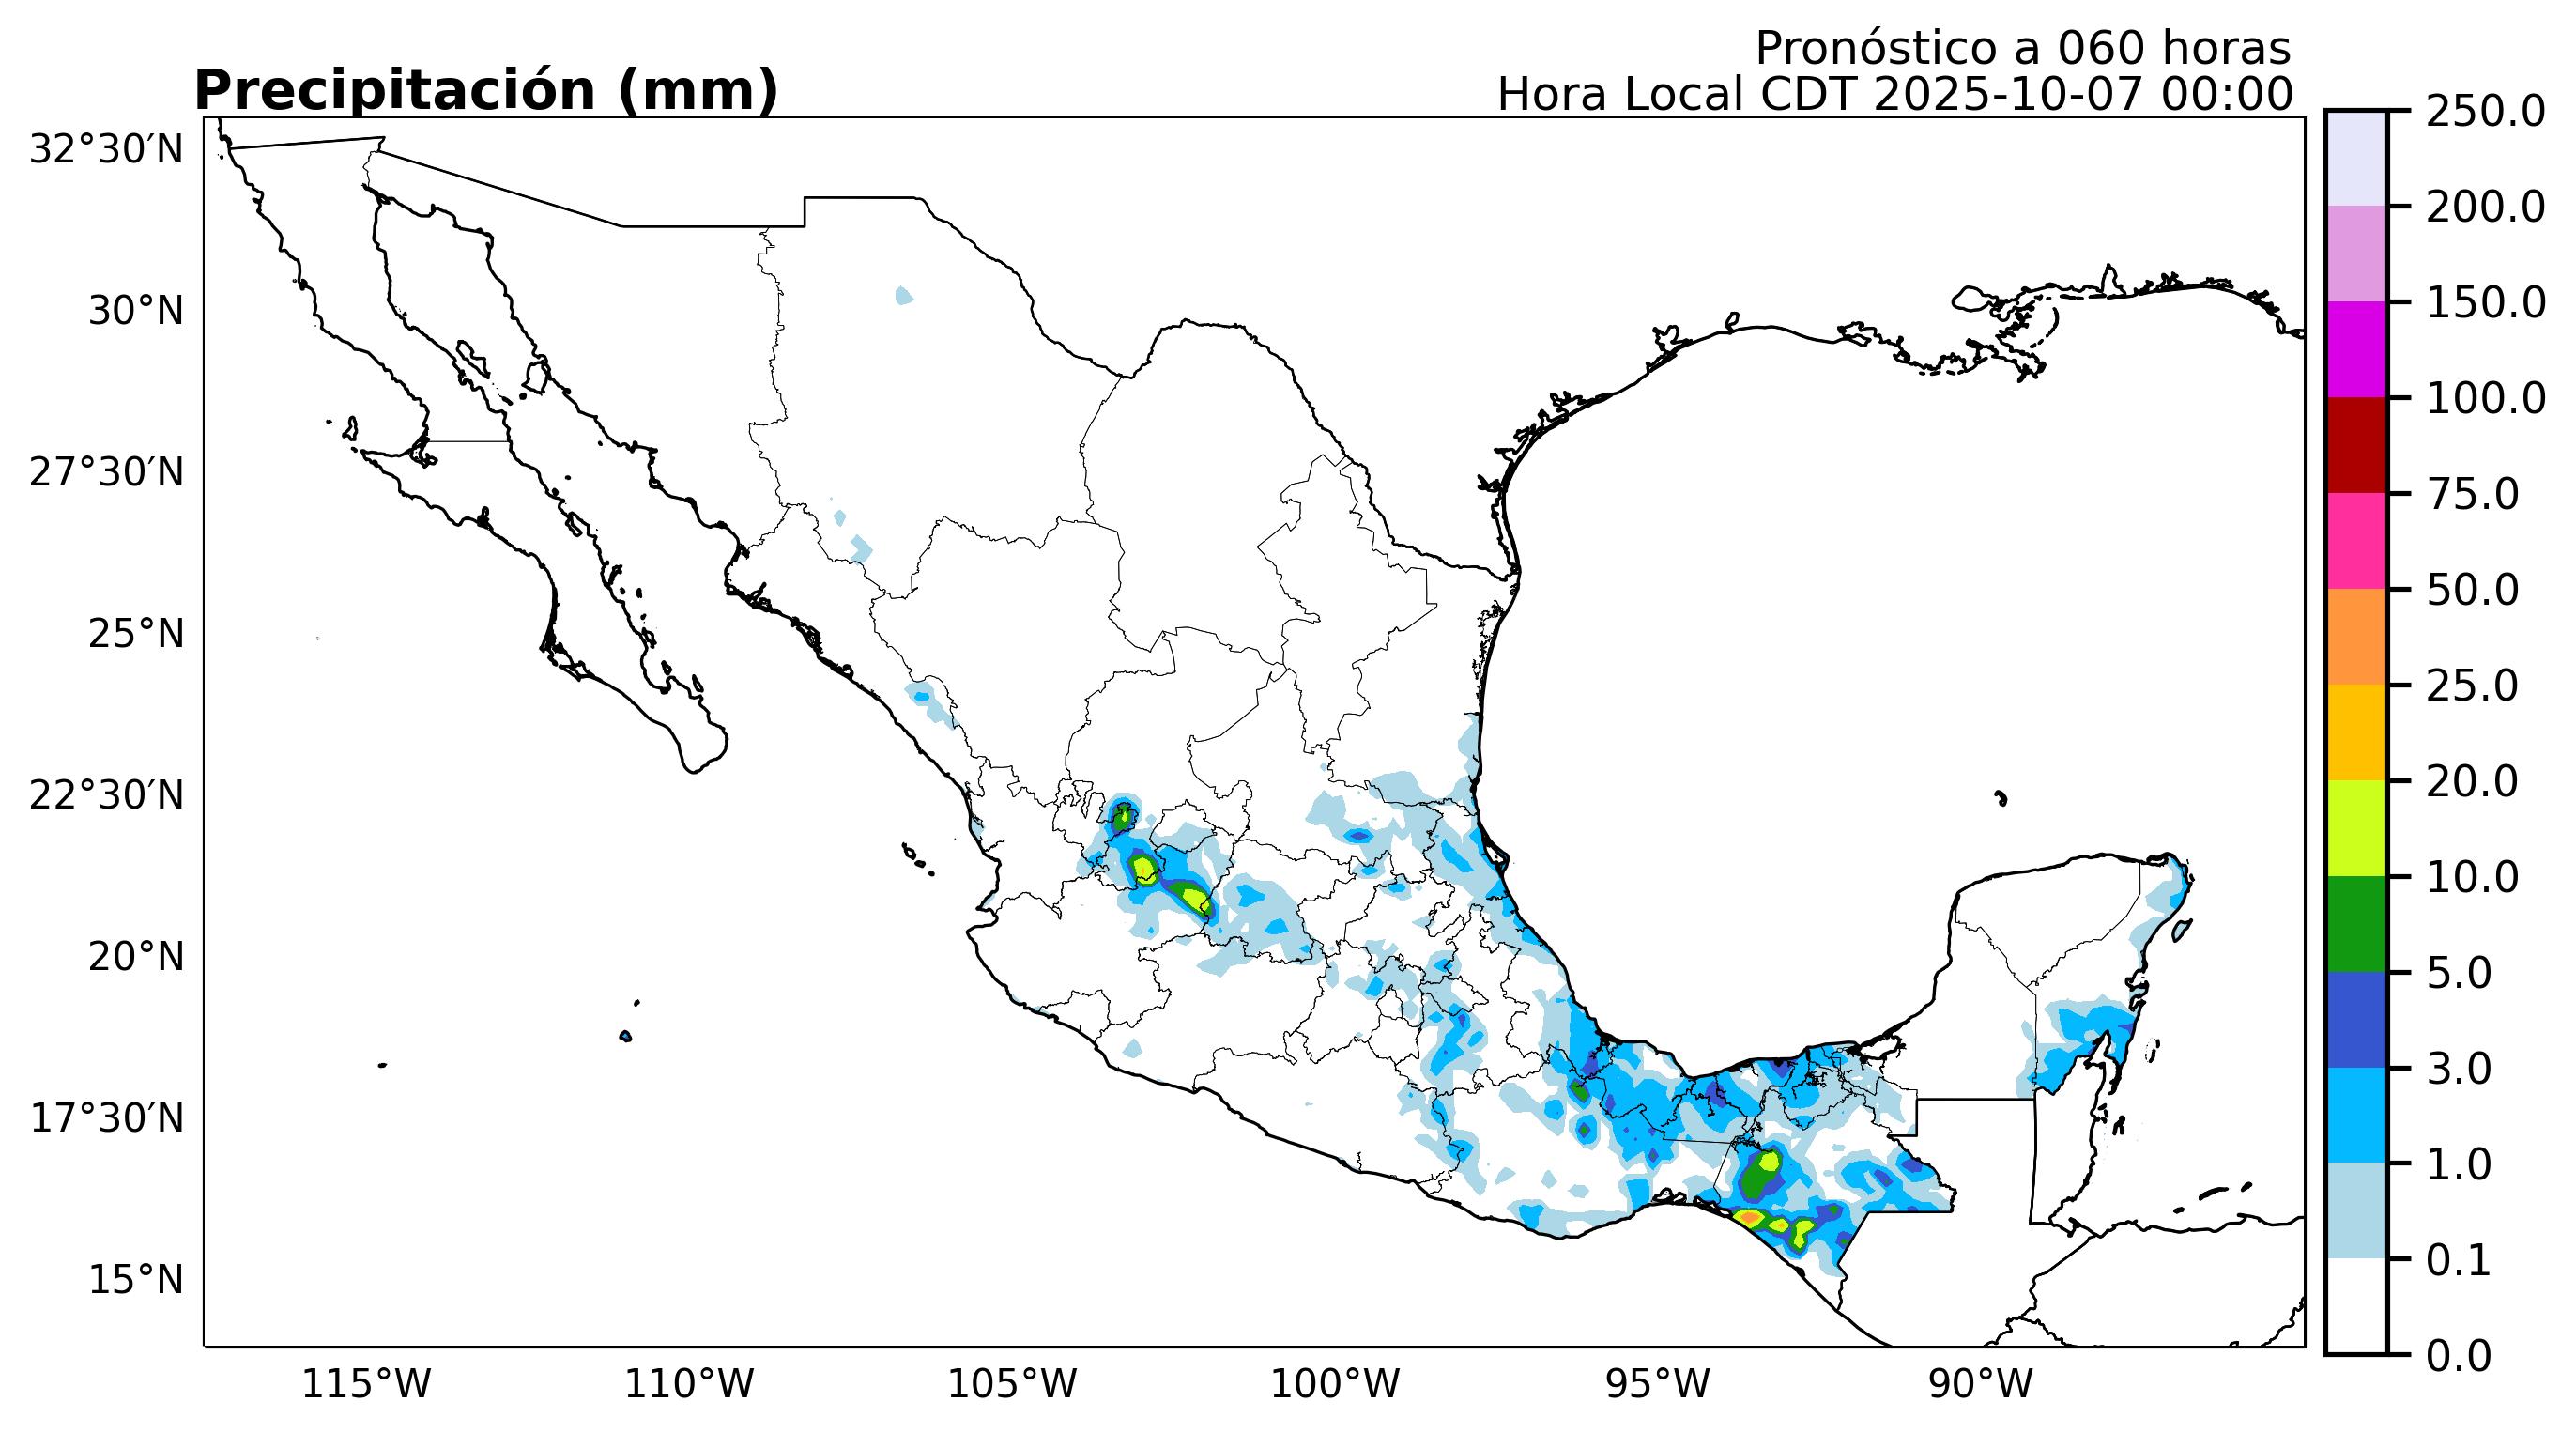 Pronóstico a 060 horas
Precipitación (mm)
Hora Local CDT 2025-10-07 00:00
32°30′N
30°N
27°30′N
25°N
22°30′N
20°N
17°30′N
15°N
115°W
110°W
105°W
100°W
95°W
90°W
250.0
200.0
150.0
100.0
75.0
50.0
25.0
20.0
10.0
5.0
3.0
1.0
0.1
0.0